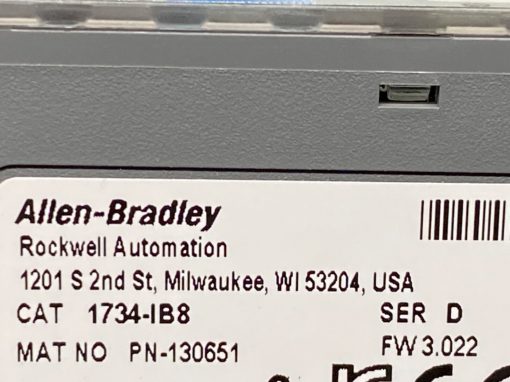 Allen-Bradley
Rockwell Automation
1201 S 2nd St, Milwaukee, WI 53204, USA
CAT 1734-IB8 SER D
MAT NO PN-130651 FW 3.022